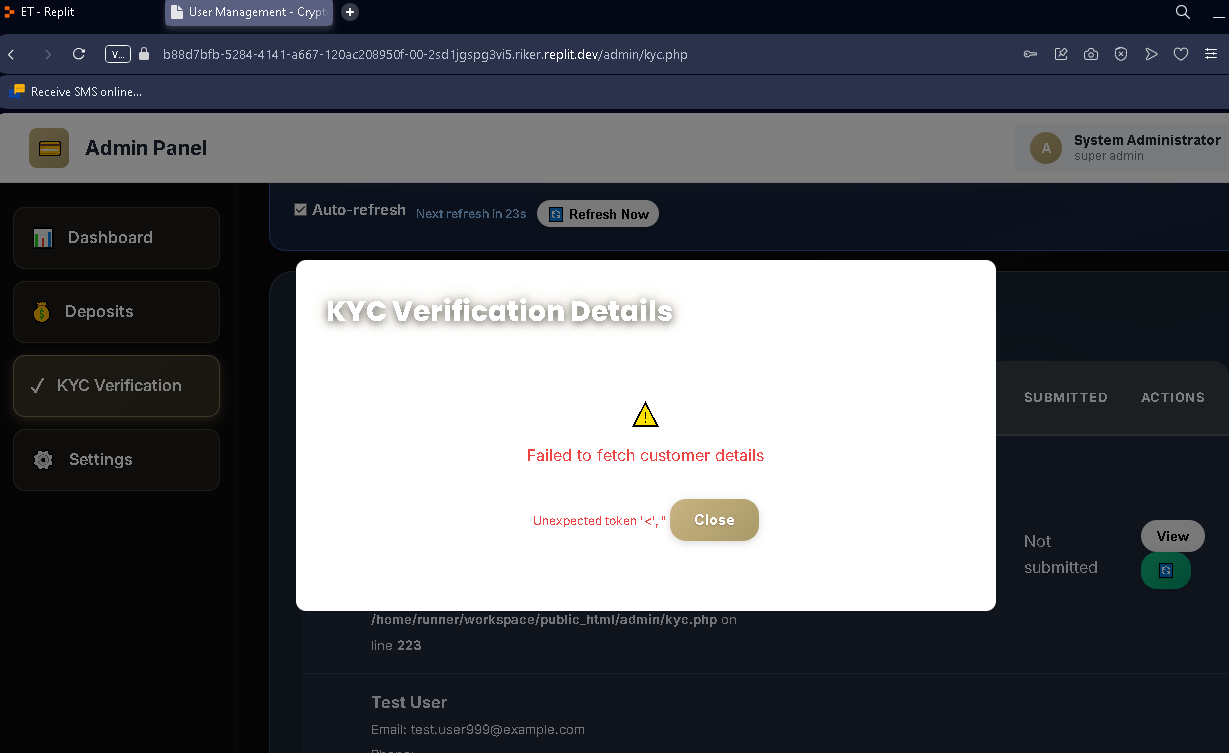 ET - Replit
User Management - Crypt
V...
b88d7bfb-5284-4141-a667-120ac208950f-00-2sd1jgspg3vi5.riker.replit.dev/admin/kyc.php
Receive SMS online...
Admin Panel
A
System Administrator
super admin
Auto-refresh
Next refresh in 23s
Refresh Now
Dashboard
Deposits
KYC Verification
Settings
KYC Verification Details
Failed to fetch customer details
Unexpected token '<', "
Close
SUBMITTED
ACTIONS
Not
submitted
View
/home/runner/workspace/public_html/admin/kyc.php on
line 223
Test User
Email: test.user999@example.com